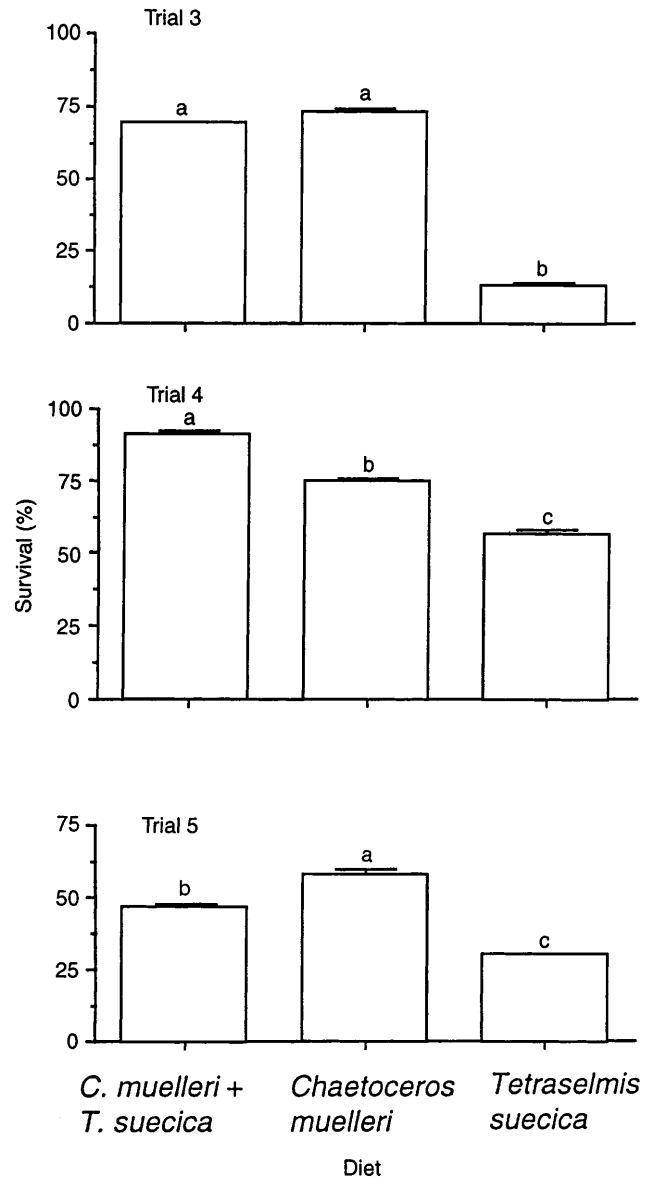 Trial 3
100
75
50
25
0
a
a
b
Trial 4
100
75
50
25
0
a
b
c
Survival (%)
Trial 5
75
50
25
0
b
a
c
C. muelleri +
T. suecica
Chaetoceros
muelleri
Tetraselmis
suecica
Diet